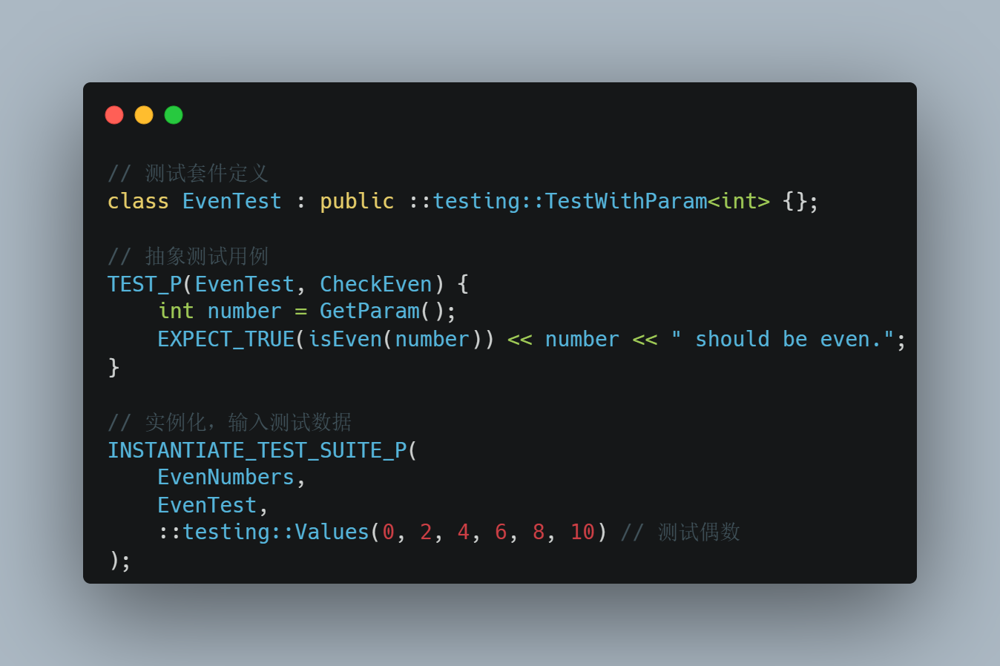 // 测试套件定义
class EvenTest : public ::testing::TestWithParam<int> {};
// 抽象测试用例
TEST_P(EvenTest, CheckEven) {
    int number = GetParam();
    EXPECT_TRUE(isEven(number)) << number << " should be even.";
}
// 实例化，输入测试数据
INSTANTIATE_TEST_SUITE_P(
    EvenNumbers,
    EvenTest,
    ::testing::Values(0, 2, 4, 6, 8, 10) // 测试偶数
);